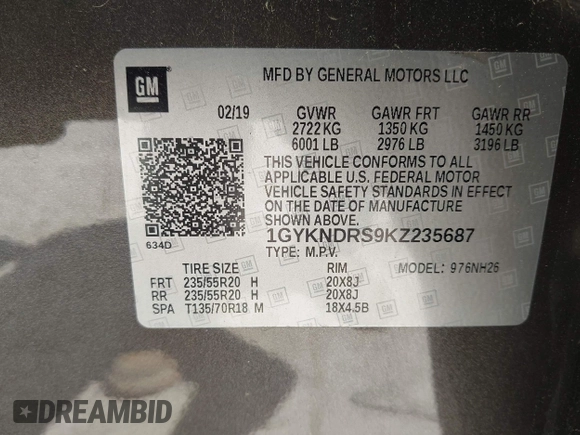 GM
MFD BY GENERAL MOTORS LLC
02/19 GVWR GAWR FRT GAWR RR
2722 KG 1350 KG 1450 KG
6001 LB 2976 LB 3196 LB
THIS VEHICLE CONFORMS TO ALL
APPLICABLE U.S. FEDERAL MOTOR
VEHICLE SAFETY STANDARDS IN EFFECT
ON THE DATE OF MANUFACTURE
SHOWN ABOVE.
634D
1GYKNDRS9KZ235687
TYPE: M.P.V. MODEL: 976NH26
TIRE SIZE RIM
FRT 235/55R20 H 20X8J
RR 235/55R20 H 20X8J
SPA T135/70R18 M 18X4.5B
DREAMBID